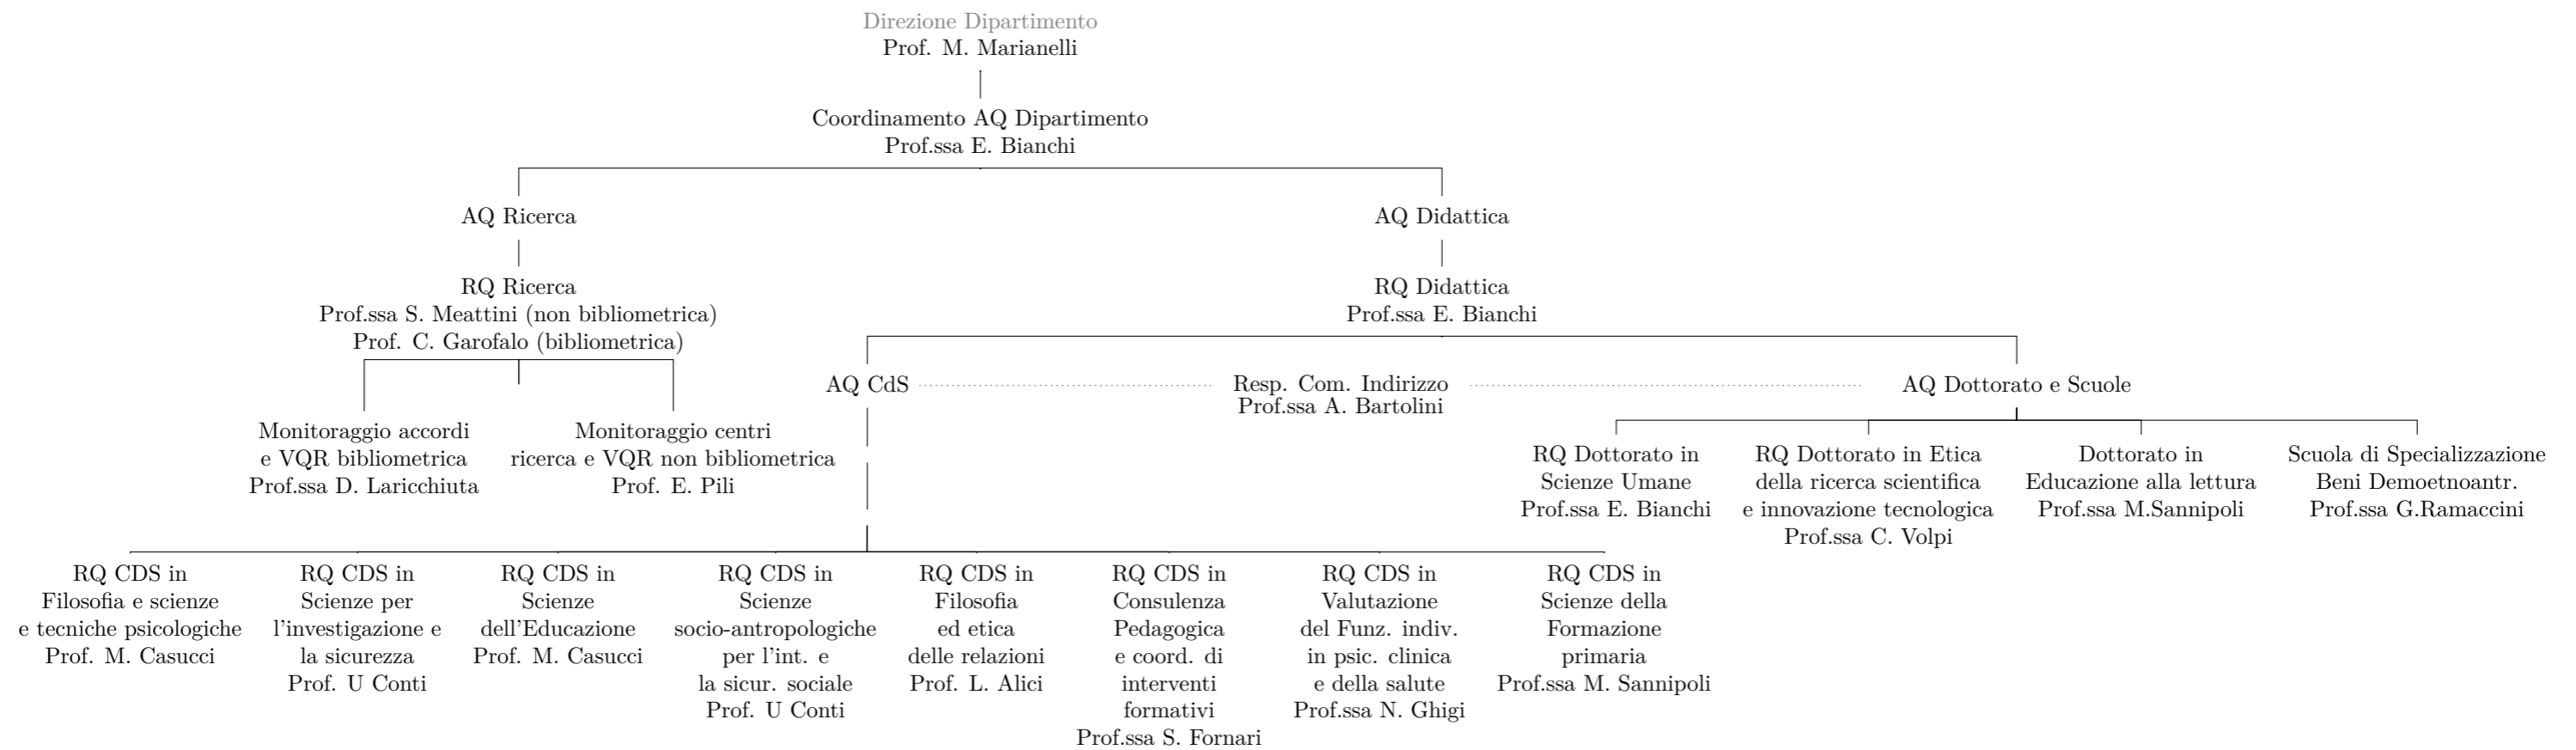 Direzione Dipartimento
Prof. M. Marianelli
Coordinamento AQ Dipartimento
Prof.ssa E. Bianchi
AQ Ricerca
AQ Didattica
RQ Ricerca
Prof.ssa S. Meattini (non bibliometrica)
Prof. C. Garofalo (bibliometrica)
RQ Didattica
Prof.ssa E. Bianchi
AQ CdS
Resp. Com. Indirizzo
Prof.ssa A. Bartolini
AQ Dottorato e Scuole
Monitoraggio accordi
e VQR bibliometrica
Prof.ssa D. Laricchiuta
Monitoraggio centri
ricerca e VQR non bibliometrica
Prof. E. Pili
RQ Dottorato in
Scienze Umane
Prof.ssa E. Bianchi
RQ Dottorato in Etica
della ricerca scientifica
e innovazione tecnologica
Prof.ssa C. Volpi
Dottorato in
Educazione alla lettura
Prof.ssa M.Sannipoli
Scuola di Specializzazione
Beni Demoetnoantr.
Prof.ssa G.Ramaccini
RQ CDS in
Filosofia e scienze
e tecniche psicologiche
Prof. M. Casucci
RQ CDS in
Scienze per
l'investigazione e
la sicurezza
Prof. U Conti
RQ CDS in
Scienze
dell'Educazione
Prof. M. Casucci
RQ CDS in
Scienze
socio-antropologiche
per l'int. e
la sicur. sociale
Prof. U Conti
RQ CDS in
Filosofia
ed etica
delle relazioni
Prof. L. Alici
RQ CDS in
Consulenza
Pedagogica
e coord. di
interventi
formativi
Prof.ssa S. Fornari
RQ CDS in
Valutazione
del Funz. indiv.
in psic. clinica
e della salute
Prof.ssa N. Ghigi
RQ CDS in
Scienze della
Formazione
primaria
Prof.ssa M. Sannipoli